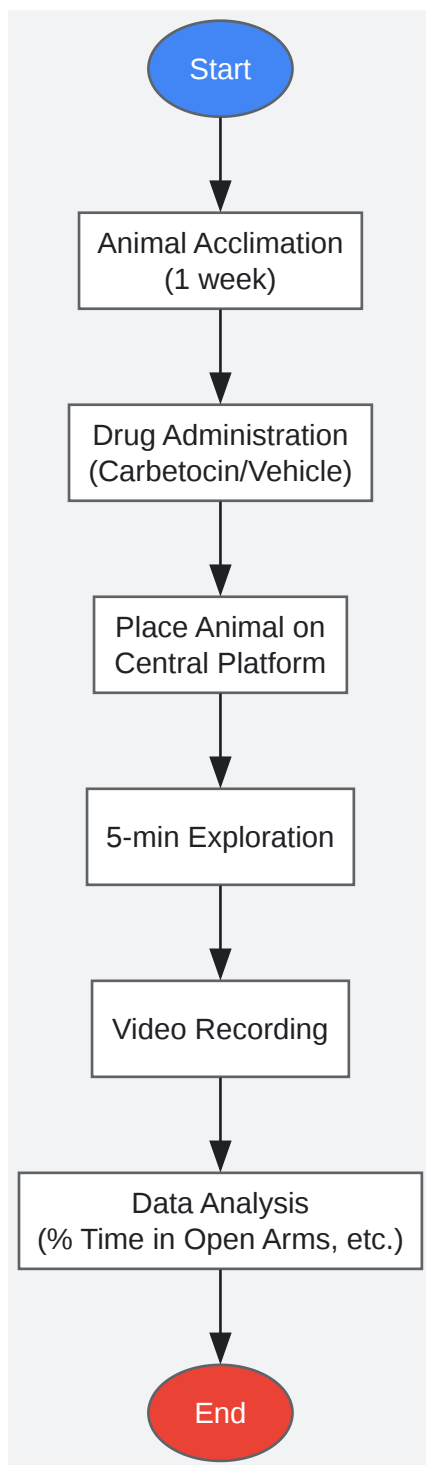 Start
Animal Acclimation
(1 week)
Drug Administration
(Carbetocin/Vehicle)
Place Animal on
Central Platform
5-min Exploration
Video Recording
Data Analysis
(% Time in Open Arms, etc.)
End